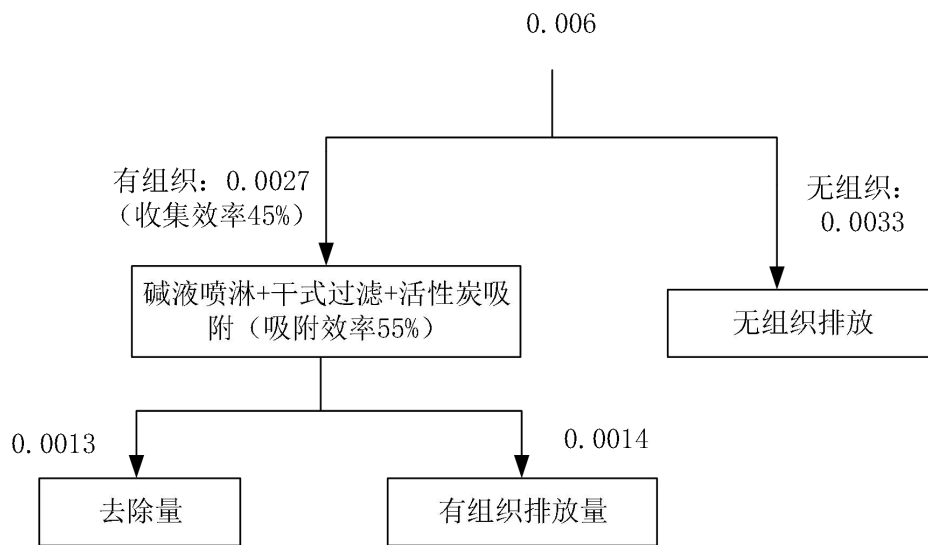 0.006
有组织：0.0027
（收集效率45%）
无组织：
0.0033
碱液喷淋+干式过滤+活性炭吸
附（吸附效率55%）
无组织排放
0.0013
0.0014
去除量
有组织排放量